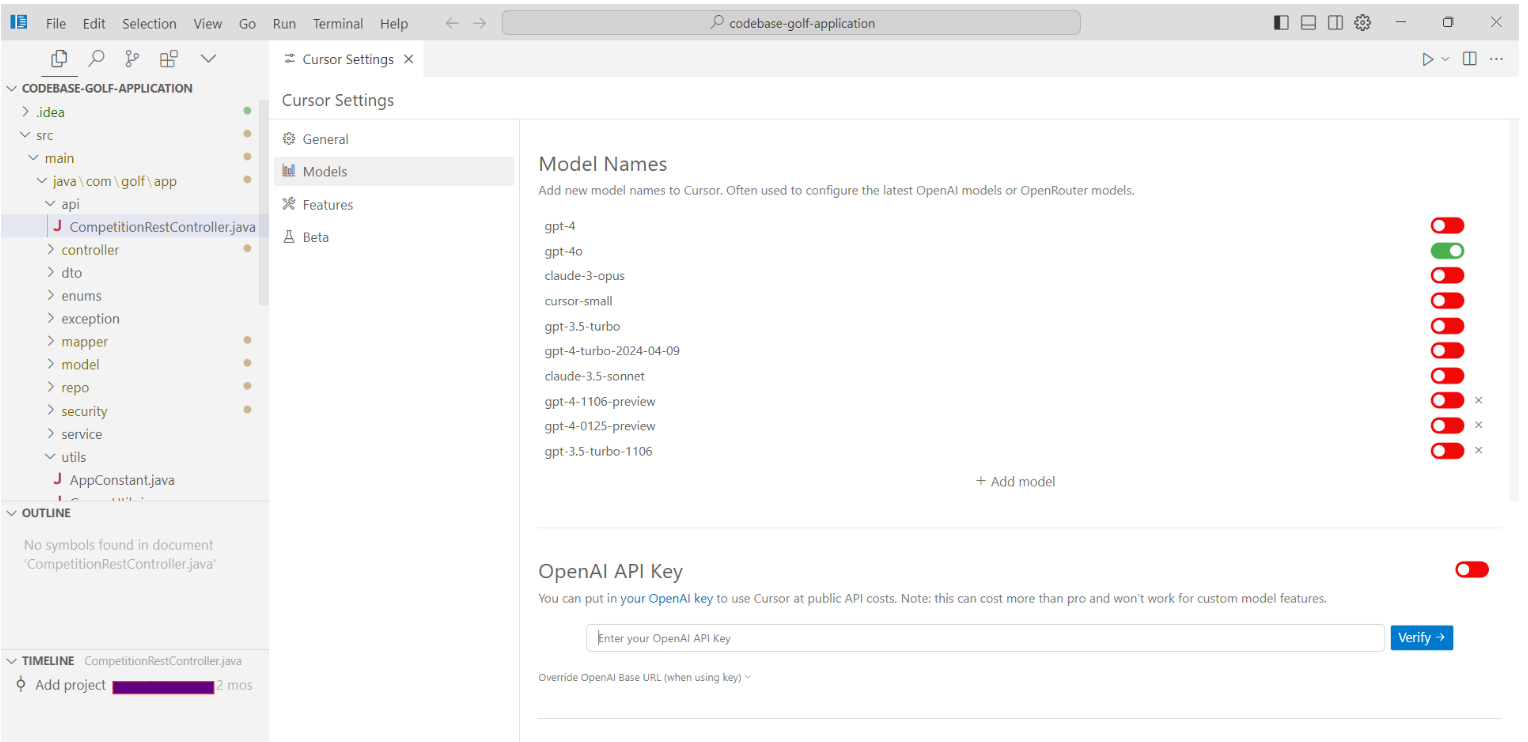 File Edit Selection View Go Run Terminal Help
codebase-golf-application
Cursor Settings
CODEBASE-GOLF-APPLICATION
.idea
src
main
java\com\golf\app
api
J CompetitionRestController.java
controller
dto
enums
exception
mapper
model
repo
security
service
utils
J AppConstant.java
OUTLINE
No symbols found in document
'CompetitionRestController.java'
TIMELINE CompetitionRestController.java
Add project 2 mos
Cursor Settings
General
Models
Features
Beta
Model Names
Add new model names to Cursor. Often used to configure the latest OpenAI models or OpenRouter models.
gpt-4
gpt-4o
claude-3-opus
cursor-small
gpt-3.5-turbo
gpt-4-turbo-2024-04-09
claude-3.5-sonnet
gpt-4-1106-preview
gpt-4-0125-preview
gpt-3.5-turbo-1106
+ Add model
OpenAI API Key
You can put in your OpenAI key to use Cursor at public API costs. Note: this can cost more than pro and won't work for custom model features.
Enter your OpenAI API Key
Verify →
Override OpenAI Base URL (when using key)